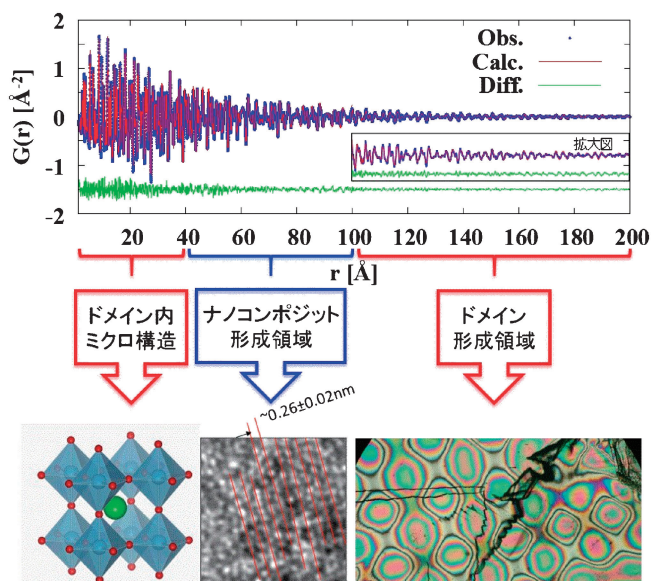 G(r) [Å-2]
2
1
0
-1
-2
Obs.
Calc.
Diff.
拡大図
20 40 60 80 100 120 140 160 180 200
r [Å]
ドメイン内
ミクロ構造
ナノコンポジット
形成領域
ドメイン
形成領域
~0.26±0.02nm